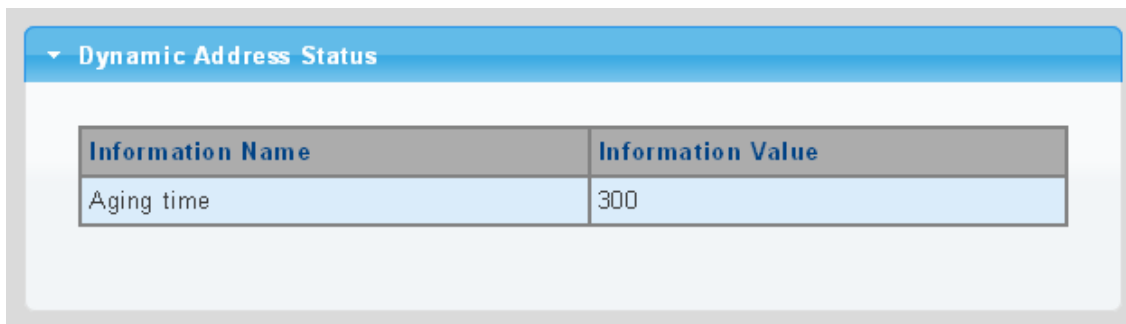 Dynamic Address Status
Information Name Information Value
Aging time 300